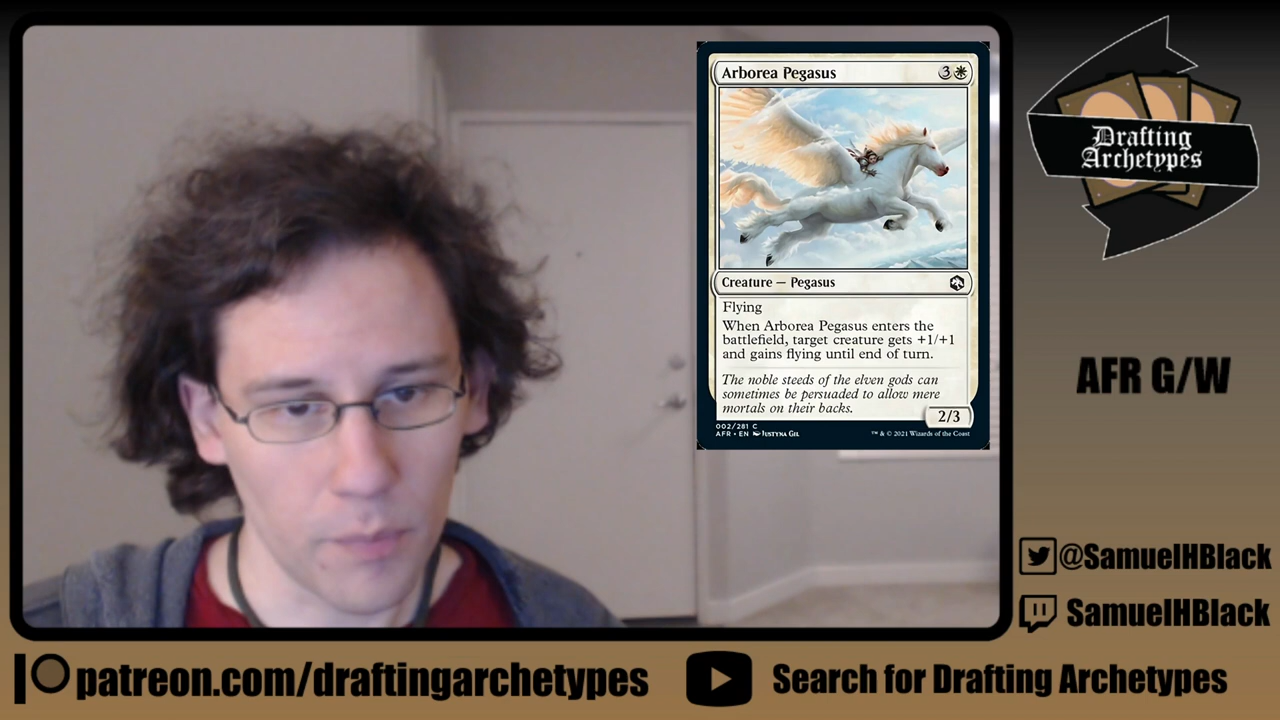 Arborea Pegasus
3
Creature — Pegasus
Flying
When Arborea Pegasus enters the
battlefield, target creature gets +1/+1
and gains flying until end of turn.
The noble steeds of the elven gods can
sometimes be persuaded to allow mere
mortals on their backs.
2/3
002/281 C
AFR • EN Justyna Gil
™ & © 2021 Wizards of the Coast
Drafting
Archetypes
AFR G/W
@SamuelHBlack
SamuelHBlack
patreon.com/draftingarchetypes
Search for Drafting Archetypes